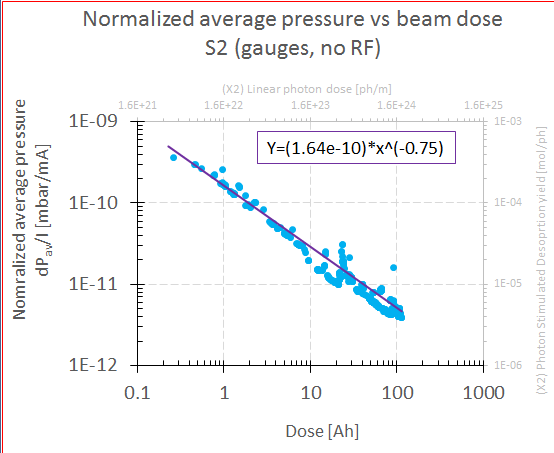 Normalized average pressure vs beam dose
S2 (gauges, no RF)
(X2) Linear photon dose [ph/m]
1.6E+21 1.6E+22 1.6E+23 1.6E+24 1.6E+25
1E-09
1E-10
1E-11
1E-12
Nomralized average pressure
dPav/I [mbar/mA]
Y=(1.64e-10)*x^(-0.75)
1E-03
1E-04
1E-05
1E-06
(X2) Photon Stimulated Desoprtion yield [mol/ph]
0.1 1 10 100 1000
Dose [Ah]